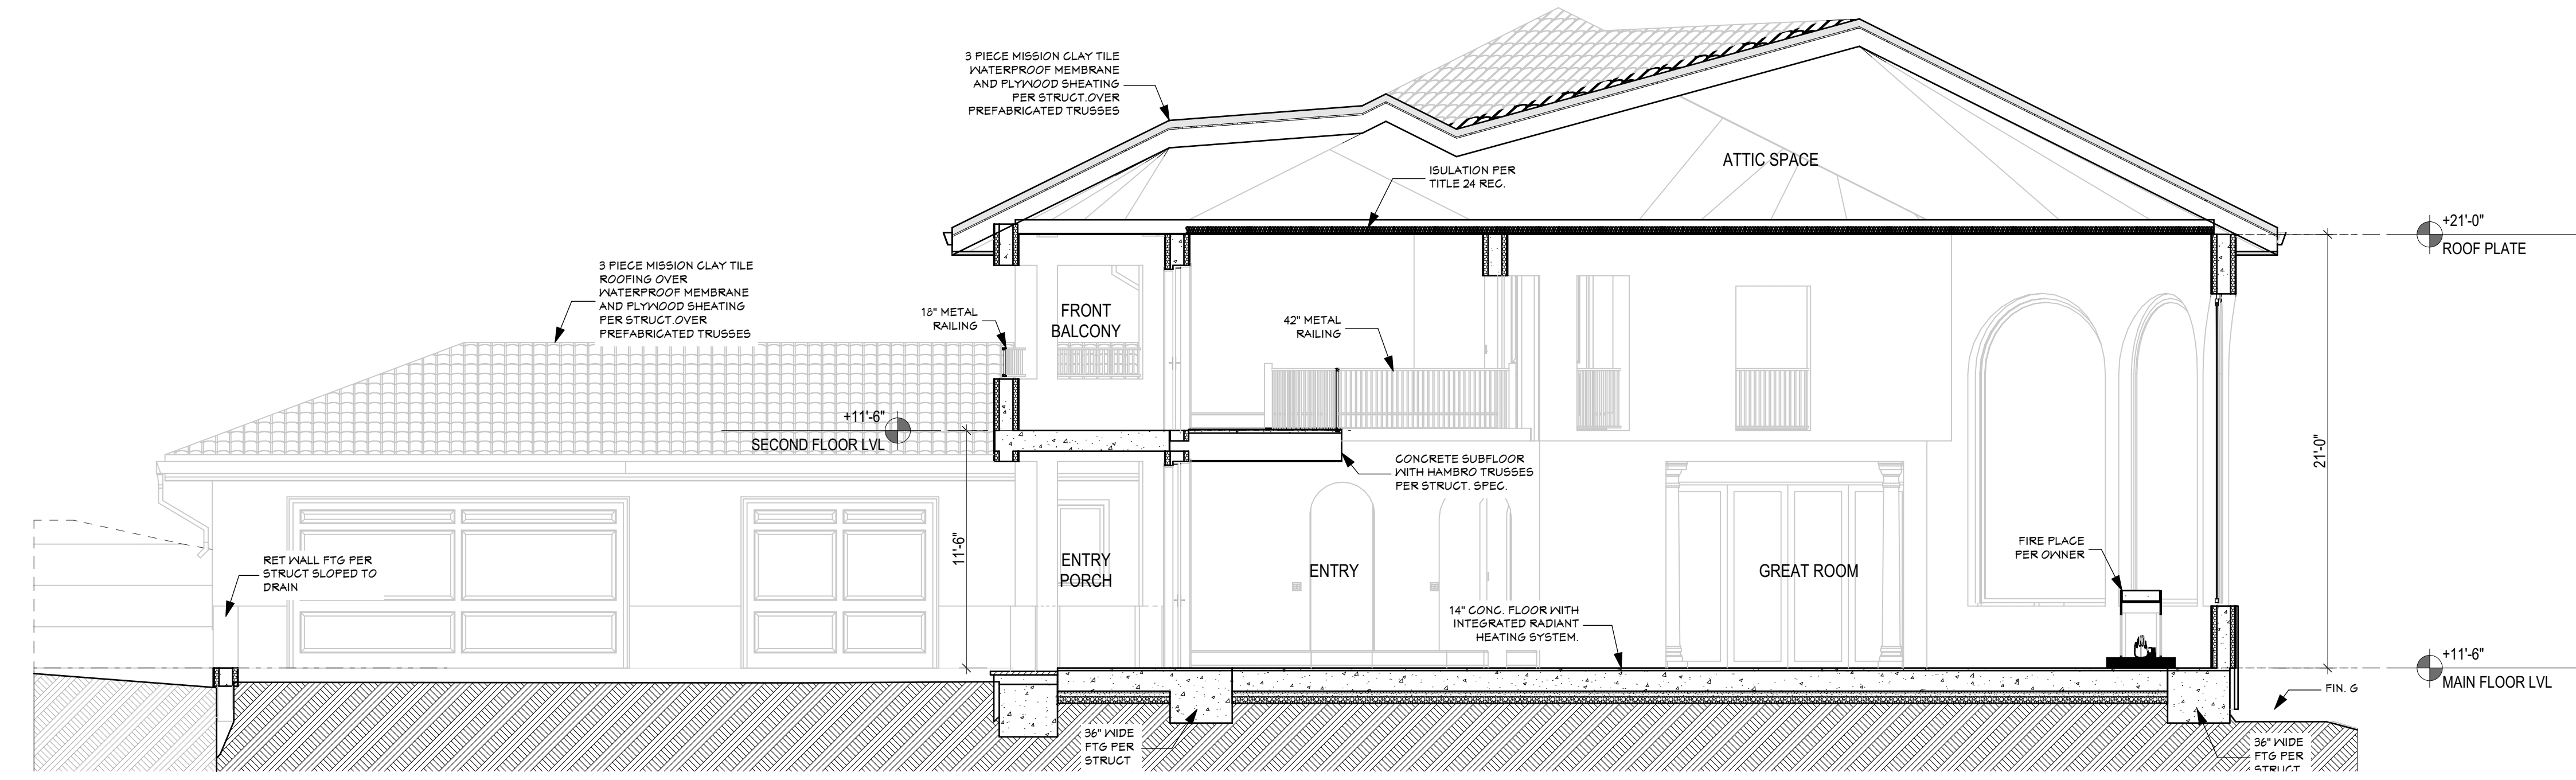 3 PIECE MISSION CLAY TILE
WATERPROOF MEMBRANE
AND PLYWOOD SHEATING
PER STRUCT.OVER
PREFABRICATED TRUSSES
ATTIC SPACE
ISULATION PER
TITLE 24 REC.
+21'-0"
ROOF PLATE
3 PIECE MISSION CLAY TILE
ROOFING OVER
WATERPROOF MEMBRANE
AND PLYWOOD SHEATING
PER STRUCT.OVER
PREFABRICATED TRUSSES
18" METAL
RAILING
FRONT
BALCONY
42" METAL
RAILING
+11'-6"
SECOND FLOOR LVL
CONCRETE SUBFLOOR
WITH HAMBRO TRUSSES
PER STRUCT. SPEC.
21'-0"
11'-6"
RET WALL FTG PER
STRUCT SLOPED TO
DRAIN
ENTRY
PORCH
ENTRY
GREAT ROOM
FIRE PLACE
PER OWNER
14" CONC. FLOOR WITH
INTEGRATED RADIANT
HEATING SYSTEM.
+11'-6"
MAIN FLOOR LVL
FIN. G
36" WIDE
FTG PER
STRUCT
36" WIDE
FTG PER
STRUCT